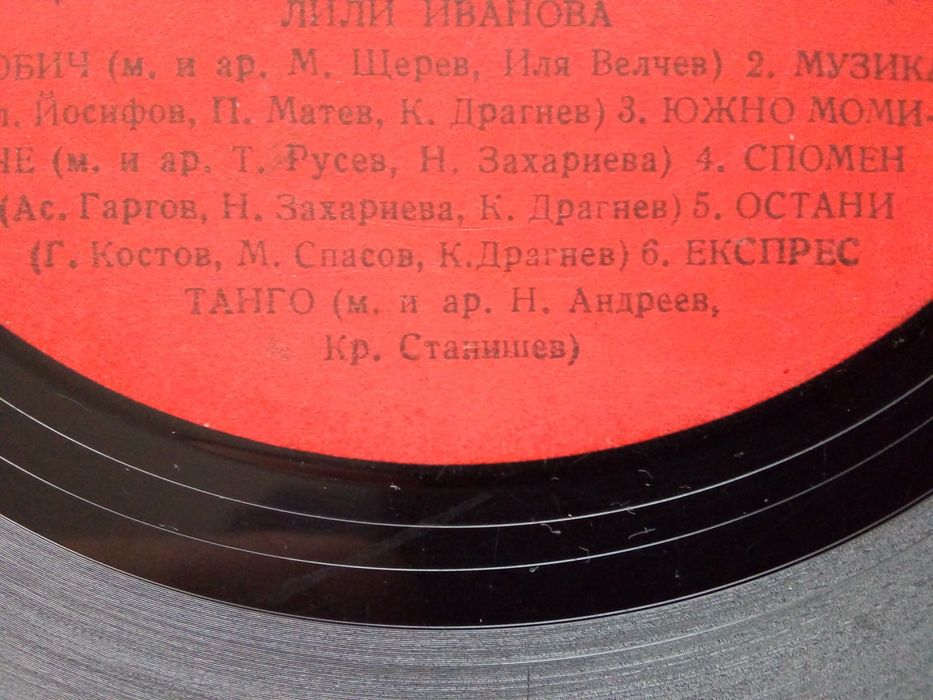 ЛИЛИ ИВАНОВА
ОБИЧ (м. и ар. М. Щерев, Иля Велчев) 2. МУЗИКА
л. Йосифов, П. Матев, К. Драгнев) 3. ЮЖНО МОМИ-
НЕ (м. и ар. Т. Русев, Н. Захариева) 4. СПОМЕН
(Ас. Гаргов, Н. Захариева, К. Драгнев) 5. ОСТАНИ
(Г. Костов, М. Спасов, К.Драгнев) 6. ЕКСПРЕС
ТАНГО (м. и ар. Н. Андреев,
Кр. Станишев)